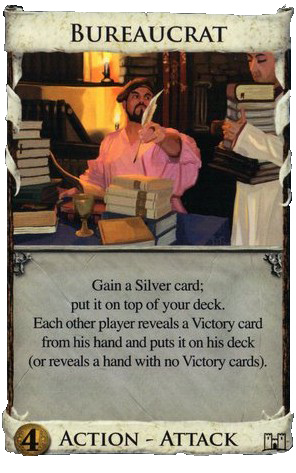 BUREAUCRAT
Gain a Silver card;
put it on top of your deck.
Each other player reveals a Victory card
from his hand and puts it on his deck
(or reveals a hand with no Victory cards).
4 ACTION - ATTACK